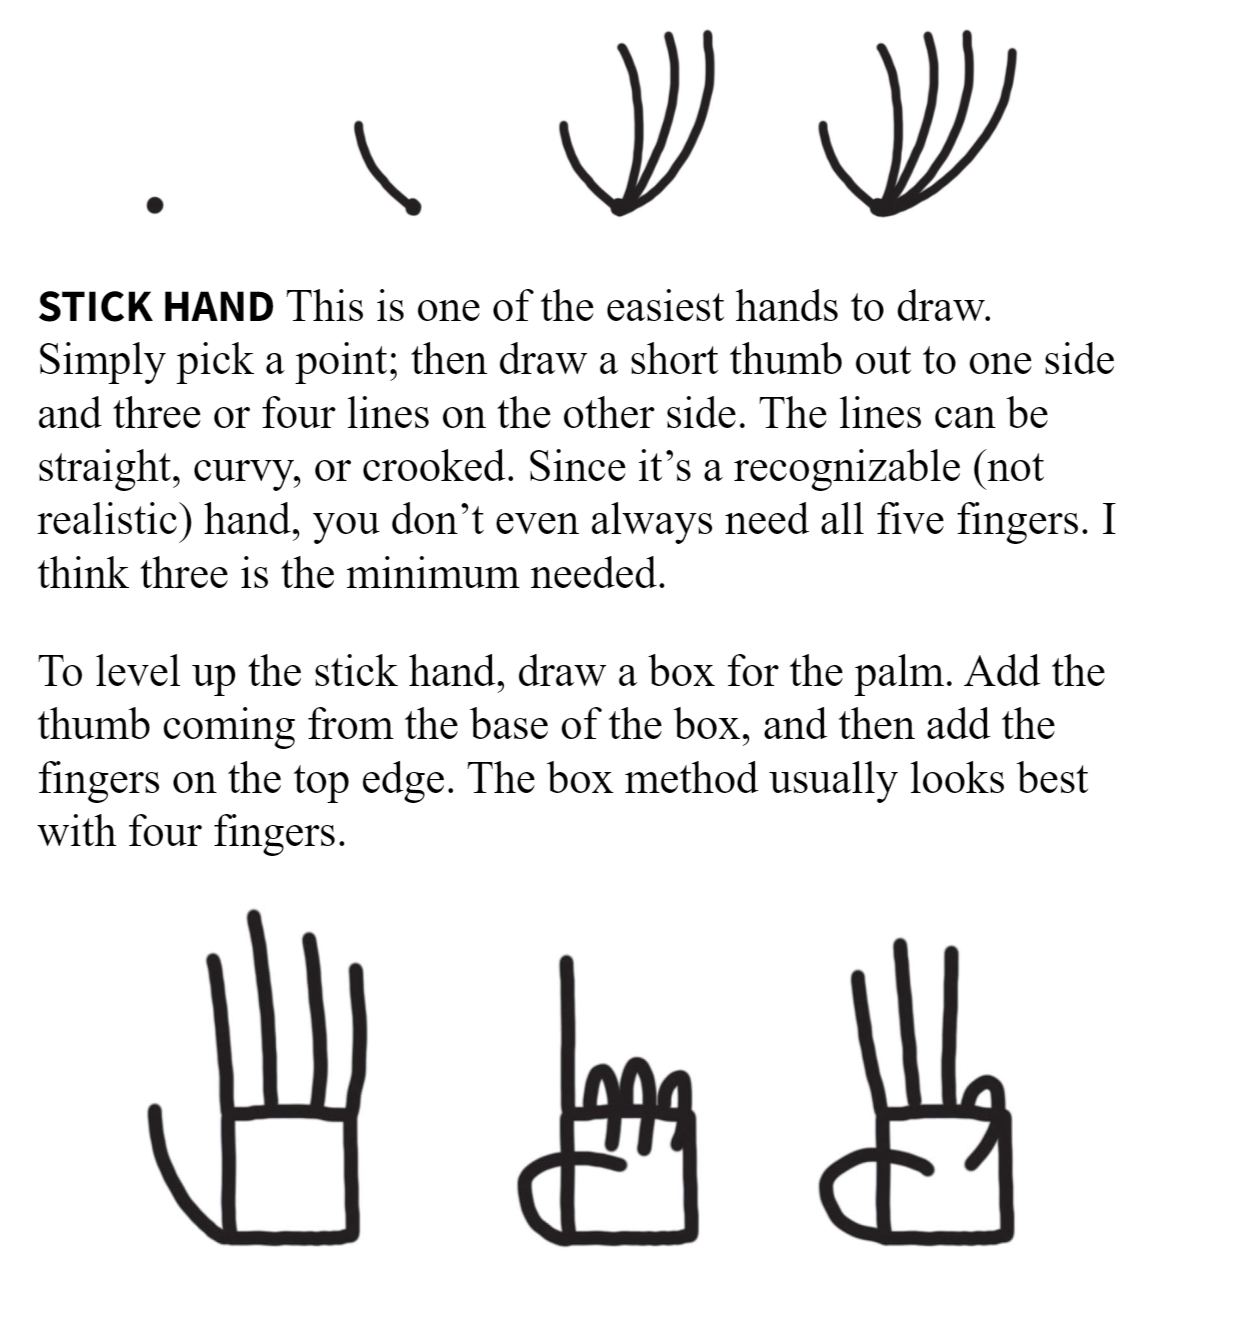 STICK HAND This is one of the easiest hands to draw.
Simply pick a point; then draw a short thumb out to one side
and three or four lines on the other side. The lines can be
straight, curvy, or crooked. Since it’s a recognizable (not
realistic) hand, you don’t even always need all five fingers. I
think three is the minimum needed.
To level up the stick hand, draw a box for the palm. Add the
thumb coming from the base of the box, and then add the
fingers on the top edge. The box method usually looks best
with four fingers.